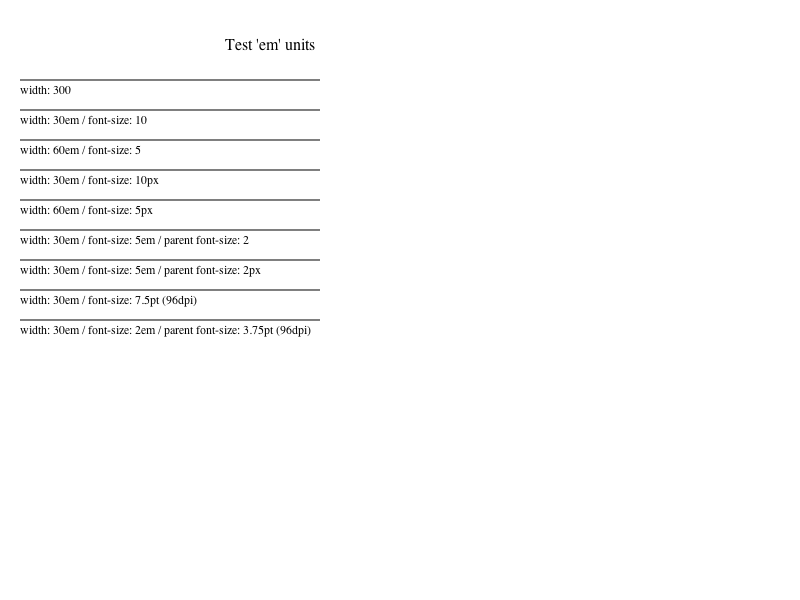 Test 'em' units
width: 300
width: 30em / font-size: 10
width: 60em / font-size: 5
width: 30em / font-size: 10px
width: 60em / font-size: 5px
width: 30em / font-size: 5em / parent font-size: 2
width: 30em / font-size: 5em / parent font-size: 2px
width: 30em / font-size: 7.5pt (96dpi)
width: 30em / font-size: 2em / parent font-size: 3.75pt (96dpi)